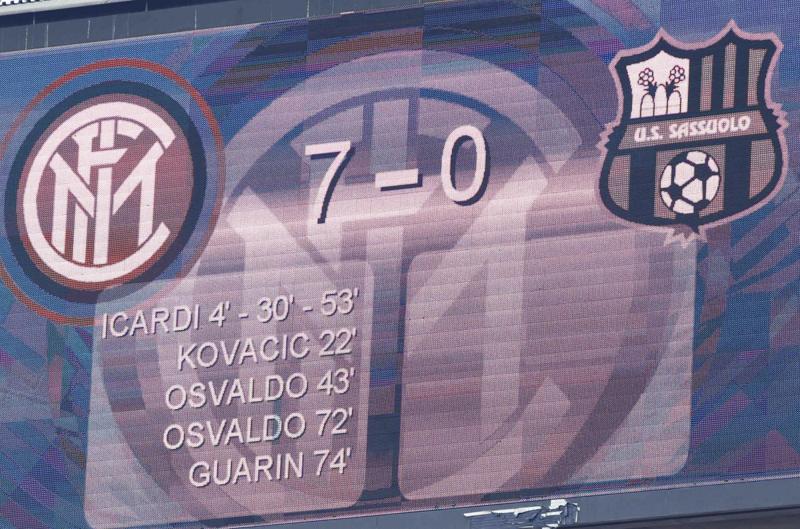 7-0
U.S. SASSUOLO
ICARDI 4' - 30' - 53'
KOVACIC 22'
OSVALDO 43'
OSVALDO 72'
GUARIN 74'